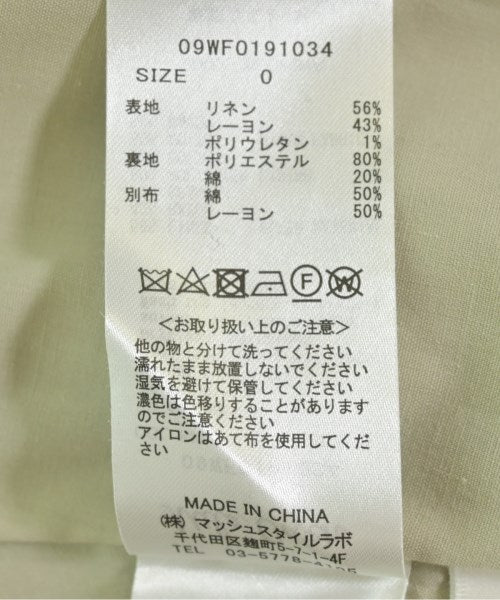 09WF0191034
SIZE 0
表地 リネン 56%
レーヨン 43%
ポリウレタン 1%
裏地 ポリエステル 80%
綿 20%
別布 綿 50%
レーヨン 50%
F W
<お取り扱い上のご注意>
他の物と分けて洗ってください
濡れたまま放置しないでください
湿気を避けて保管してください
濃色は色移りすることがあります
のでご注意ください
アイロンはあて布を使用してくだ
さい
MADE IN CHINA
(株) マッシュスタイルラボ
千代田区麹町5-7-1-4F
TEL 03-5778-